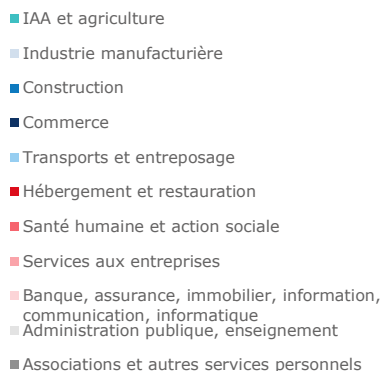 IAA et agriculture
Industrie manufacturière
Construction
Commerce
Transports et entreposage
Hébergement et restauration
Santé humaine et action sociale
Services aux entreprises
Banque, assurance, immobilier, information,
communication, informatique
Administration publique, enseignement
Associations et autres services personnels